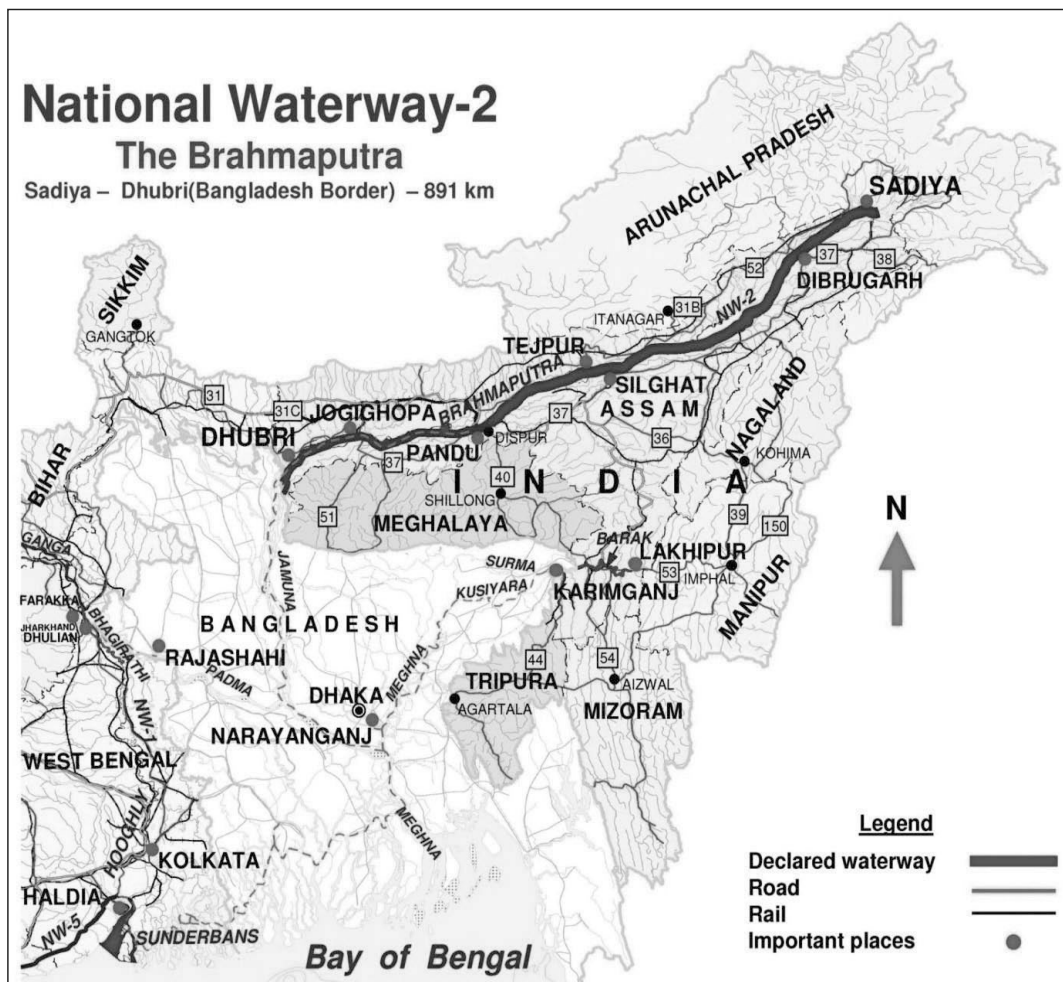 National Waterway-2
The Brahmaputra
Sadiya – Dhubri(Bangladesh Border) – 891 km
ARUNACHAL PRADESH
SADIYA
52
37
38
DIBRUGARH
SIKKIM
GANGTOK
ITANAGAR
31B
NW-2
TEJPUR
BRAHMAPUTRA
SILGHAT
ASSAM
NAGALAND
31
31C
JOGIGHOPA
DHUBRI
37
PANDU
DISPUR
37
36
KOHIMA
BIHAR
INDIA
40
SHILLONG
51
MEGHALAYA
39
150
N
GANGA
JAMUNA
SURMA
KUSIYARA
BARAK
LAKHIPUR
53
IMPHAL
KARIMGANJ
MANIPUR
FARAKKA
JHARKHAND
DHULIAN
BHAGIRATHI
BANGLADESH
RAJASHAHI
PADMA
MEGHNA
44
54
TRIPURA
AIZWAL
DHAKA
AGARTALA
MIZORAM
NARAYANGANJ
NW-1
WEST BENGAL
HOOGHLY
MEGHNA
KOLKATA
HALDIA
NW-5
SUNDERBANS
Bay of Bengal
Legend
Declared waterway
Road
Rail
Important places